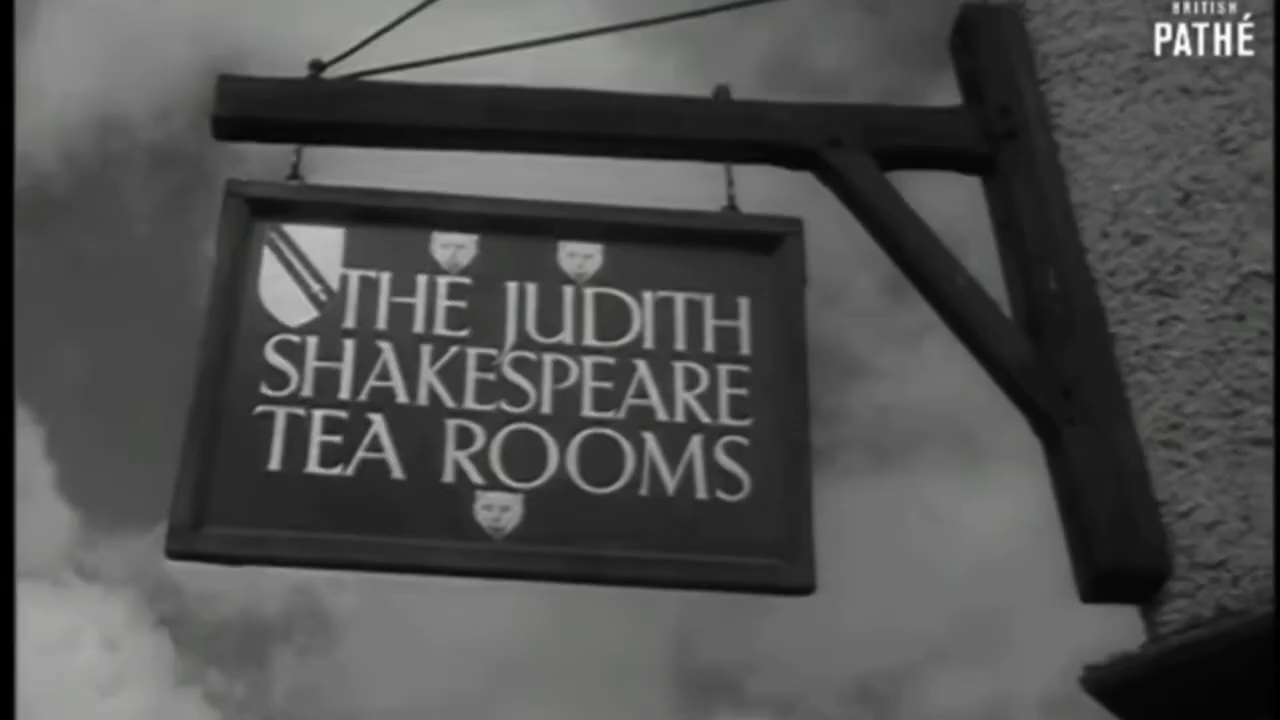 BRITISH
PATHÉ
THE JUDITH
SHAKESPEARE
TEA ROOMS